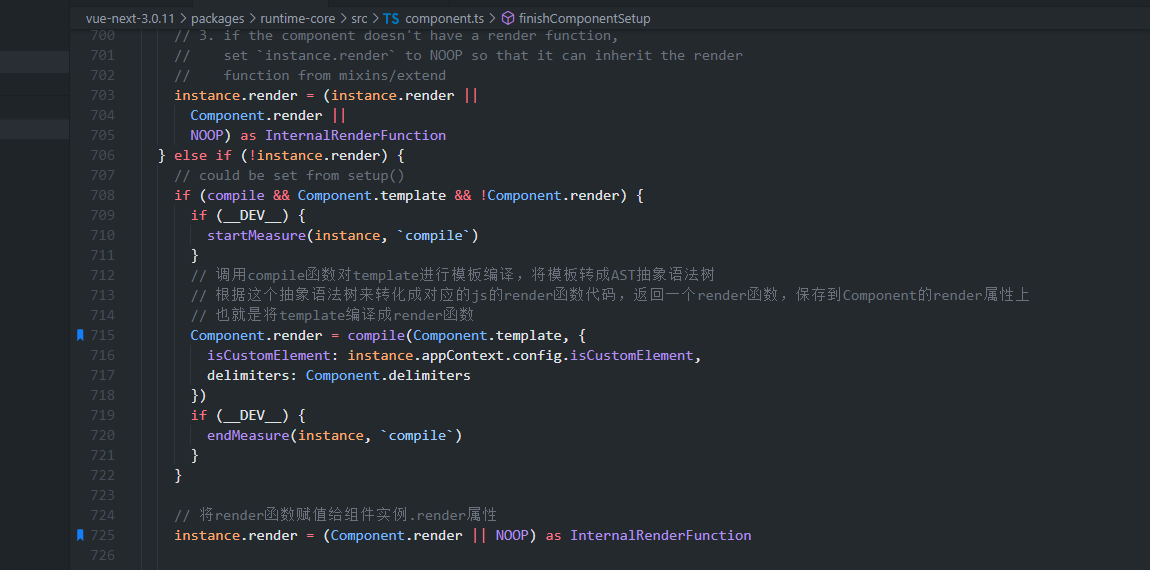 vue-next-3.0.11 > packages > runtime-core > src > TS component.ts > finishComponentSetup
700 // 3. if the component doesn't have a render function,
701 //    set `instance.render` to NOOP so that it can inherit the render
702 //    function from mixins/extend
703 instance.render = (instance.render ||
704 Component.render ||
705 NOOP) as InternalRenderFunction
706 } else if (!instance.render) {
707 // could be set from setup()
708 if (compile && Component.template && !Component.render) {
709 if (__DEV__) {
710 startMeasure(instance, `compile`)
711 }
712 // 调用compile函数对template进行模板编译，将模板转成AST抽象语法树
713 // 根据这个抽象语法树来转化成对应的js的render函数代码，返回一个render函数，保存到Component的render属性上
714 // 也就是将template编译成render函数
715 Component.render = compile(Component.template, {
716 isCustomElement: instance.appContext.config.isCustomElement,
717 delimiters: Component.delimiters
718 })
719 if (__DEV__) {
720 endMeasure(instance, `compile`)
721 }
722 }
723
724 // 将render函数赋值给组件实例.render属性
725 instance.render = (Component.render || NOOP) as InternalRenderFunction
726